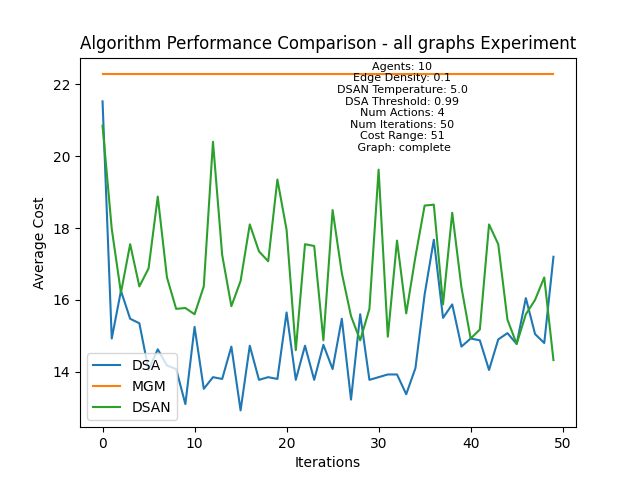 Algorithm Performance Comparison - all graphs Experiment
Agents: 10
Edge Density: 0.1
DSAN Temperature: 5.0
DSA Threshold: 0.99
Num Actions: 4
Num Iterations: 50
Cost Range: 51
Graph: complete
Average Cost
22
20
18
16
14
DSA
MGM
DSAN
0
10
20
30
40
50
Iterations